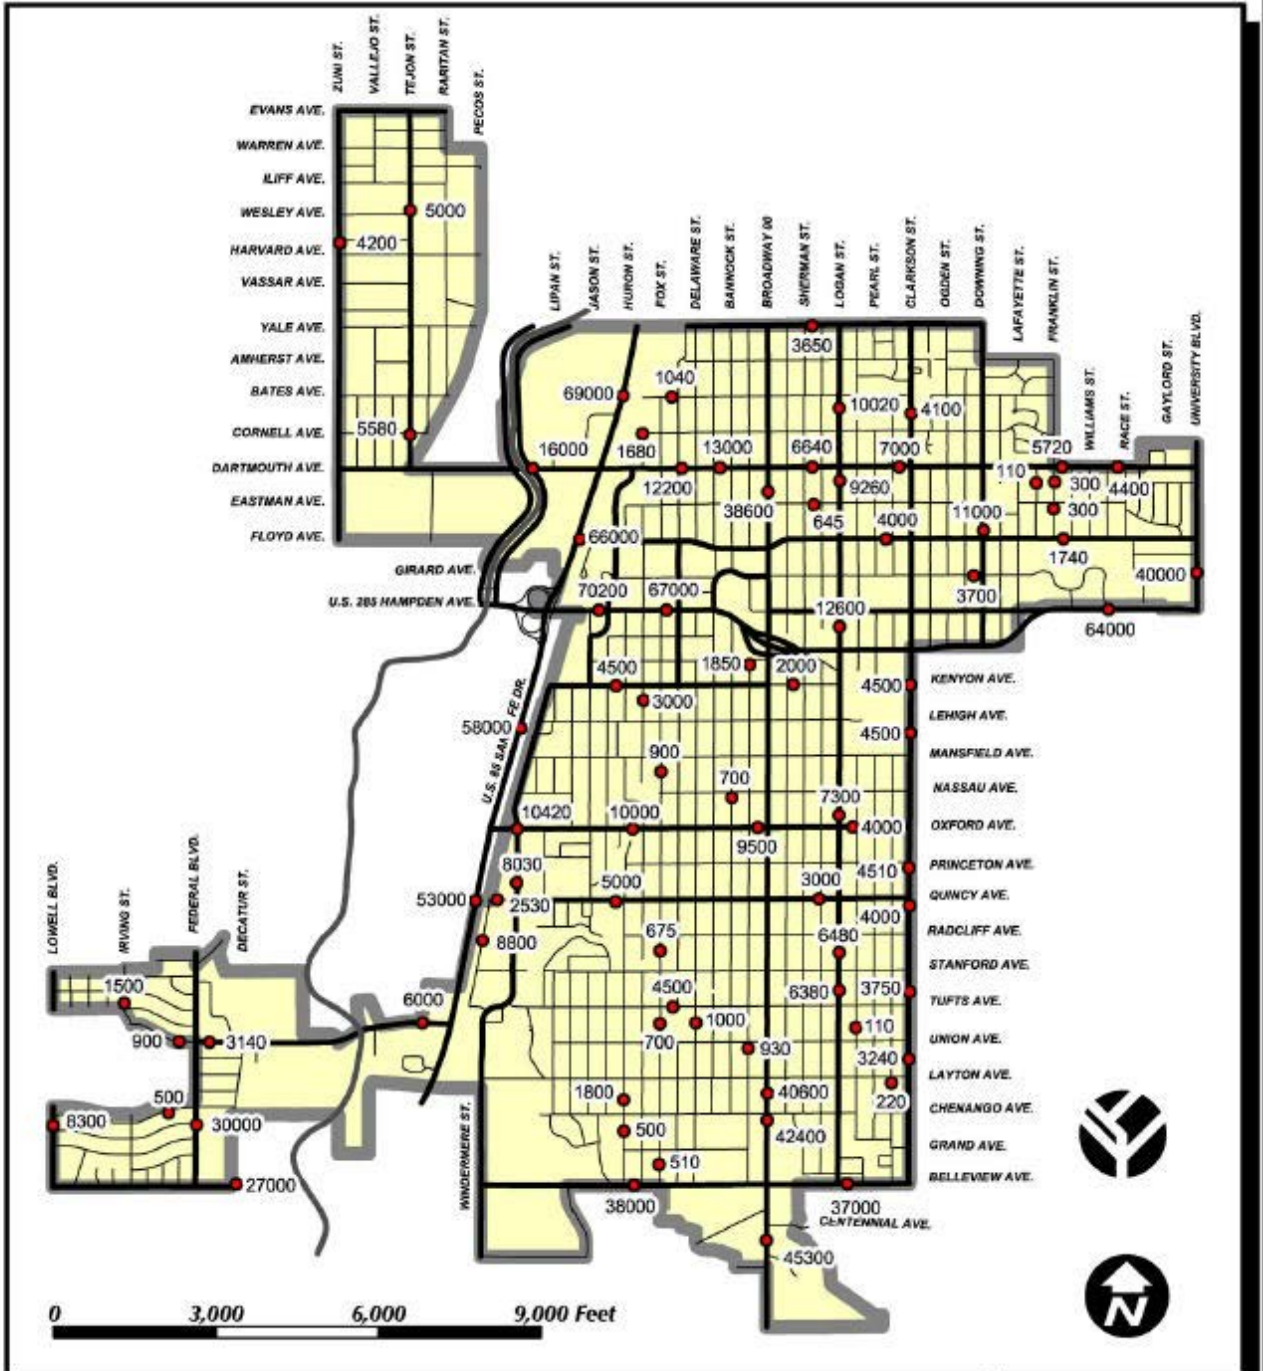 ZUNI ST.
VALLEJO ST.
TEJON ST.
RARITAN ST.
PECOS ST.
EVANS AVE.
WARREN AVE.
ILIFF AVE.
WESLEY AVE.
5000
HARVARD AVE.
4200
VASSAR AVE.
YALE AVE.
AMHERST AVE.
BATES AVE.
CORNELL AVE.
5580
DARTMOUTH AVE.
EASTMAN AVE.
FLOYD AVE.
GIRARD AVE.
U.S. 285 HAMPDEN AVE.
LIPAN ST.
JASON ST.
HURON ST.
FOX ST.
DELAWARE ST.
BANNOCK ST.
BROADWAY 00
SHERMAN ST.
LOGAN ST.
PEARL ST.
CLARKSON ST.
OGDEN ST.
DOWNING ST.
LAFAYETTE ST.
FRANKLIN ST.
WILLIAMS ST.
RACE ST.
GAYLORD ST.
UNIVERSITY BLVD.
3650
1040
69000
10020
4100
16000
1680
13000
6640
7000
5720
12200
38600
9260
645
110
300
4400
300
11000
4000
66000
1740
40000
3700
70200
67000
12600
64000
1850
2000
4500
4500
KENYON AVE.
3000
LEHIGH AVE.
58000
U.S. 85 SANTA FE DR.
4500
MANSFIELD AVE.
900
700
NASSAU AVE.
7300
10420
10000
9500
4000
OXFORD AVE.
8030
4510
PRINCETON AVE.
5000
3000
QUINCY AVE.
53000
2530
4000
RADCLIFF AVE.
8800
675
6480
STANFORD AVE.
6380
3750
TUFTS AVE.
4500
6000
700
1000
110
UNION AVE.
930
3240
LAYTON AVE.
1800
40600
220
CHENANGO AVE.
500
42400
GRAND AVE.
510
BELLEVIEW AVE.
38000
37000
CENTENNIAL AVE.
45300
WINDERMERE ST.
LOWELL BLVD.
IRVING ST.
FEDERAL BLVD.
DECATUR ST.
1500
900
3140
500
8300
30000
27000
0 3,000 6,000 9,000 Feet
N